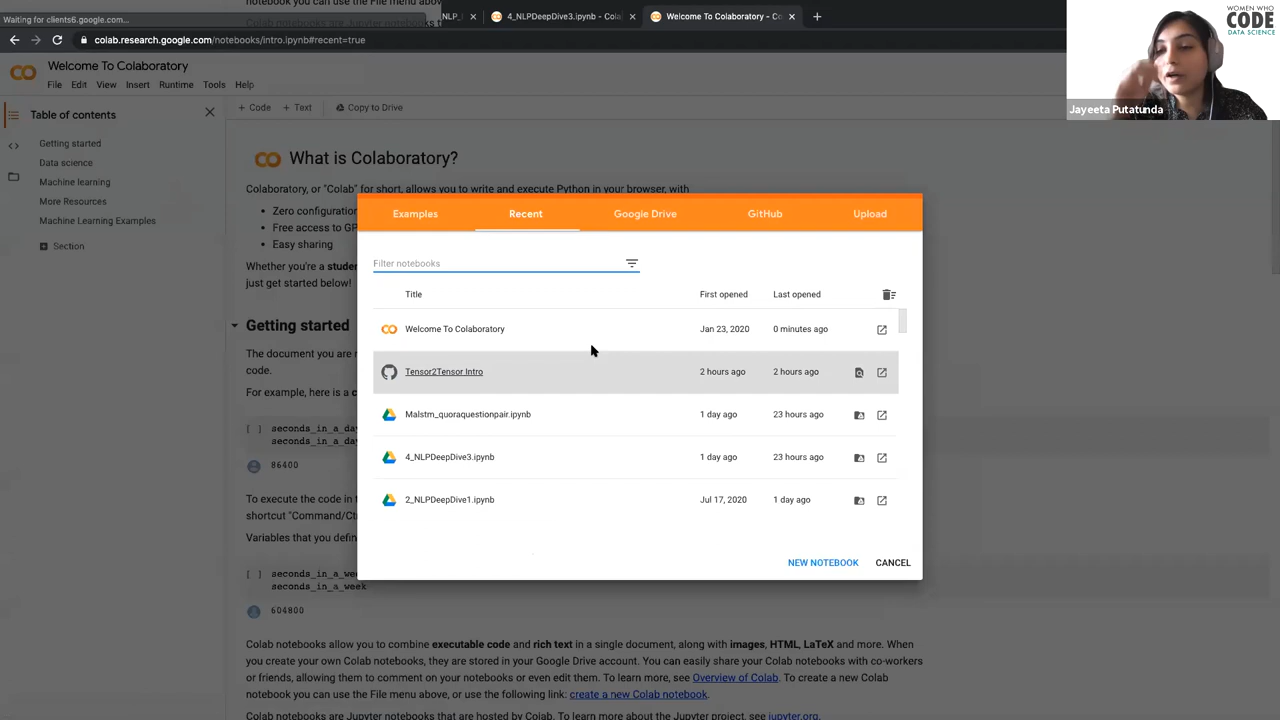 Waiting for clients6.google.com...
NLP_
4_NLPDeepDive3.ipynb - Cola
Welcome To Colaboratory - Co
colab.research.google.com/notebooks/intro.ipynb#recent=true
WOMEN WHO
CODE
DATA SCIENCE
Jayeeta Putatunda
Welcome To Colaboratory
File Edit View Insert Runtime Tools Help
Table of contents
Getting started
Data science
Machine learning
More Resources
Machine Learning Examples
Section
+ Code + Text Copy to Drive
What is Colaboratory?
Colaboratory, or "Colab" for short, allows you to write and execute Python in your browser, with
• Zero configuration
• Free access to GP
• Easy sharing
Whether you're a stude
just get started below!
Getting started
The document you are r
code.
For example, here is a c
[ ] seconds_in_a_da
seconds_in_a_da
86400
To execute the code in t
shortcut "Command/Ct
Variables that you defin
[ ] seconds_in_a_we
seconds_in_a_week
604800
Examples Recent Google Drive GitHub Upload
Filter notebooks
Title First opened Last opened
Welcome To Colaboratory Jan 23, 2020 0 minutes ago
Tensor2Tensor Intro 2 hours ago 2 hours ago
Malstm_quoraquestionpair.ipynb 1 day ago 23 hours ago
4_NLPDeepDive3.ipynb 1 day ago 23 hours ago
2_NLPDeepDive1.ipynb Jul 17, 2020 1 day ago
NEW NOTEBOOK CANCEL
Colab notebooks allow you to combine executable code and rich text in a single document, along with images, HTML, LaTeX and more. When
you create your own Colab notebooks, they are stored in your Google Drive account. You can easily share your Colab notebooks with co-workers
or friends, allowing them to comment on your notebooks or even edit them. To learn more, see Overview of Colab. To create a new Colab
notebook you can use the File menu above, or use the following link: create a new Colab notebook.
Colab notebooks are Jupyter notebooks that are hosted by Colab. To learn more about the Jupyter project, see jupyter.org.